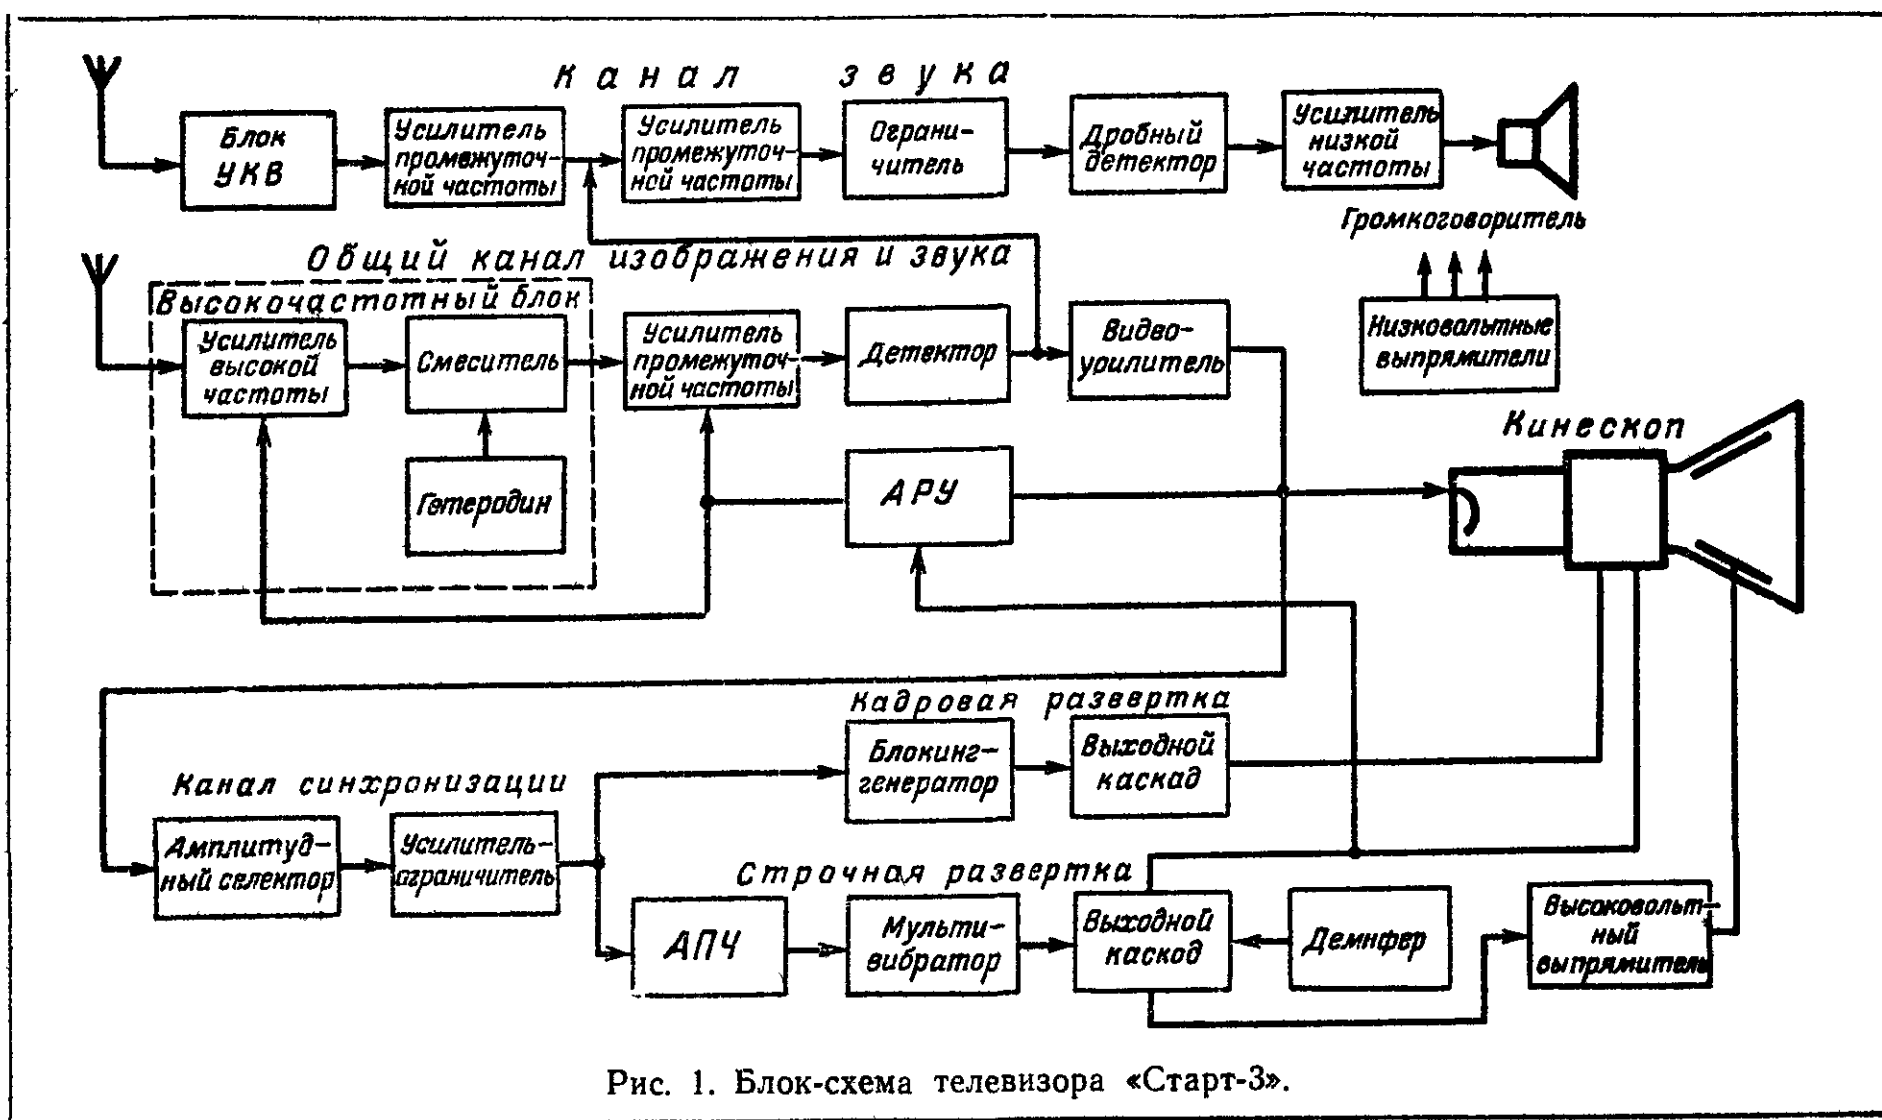 Канал звука
Блок
УКВ
Усилитель
промежуточ-
ной частоты
Усилитель
промежуточ-
ной частоты
Ограни-
читель
Дробный
детектор
Усилитель
низкой
частоты
Громкоговоритель
Общий канал изображения и звука
Высокочастотный блок
Усилитель
высокой
частоты
Смеситель
Гетеродин
Усилитель
промежуточ-
ной частоты
Детектор
Видео-
усилитель
Низковольтные
выпрямители
АРУ
Кинескоп
Кадровая развертка
Блокинг-
генератор
Выходной
каскад
Канал синхронизации
Амплитуд-
ный селектор
Усилитель-
ограничитель
Строчная развертка
АПЧ
Мульти-
вибратор
Выходной
каскад
Демпфер
Высоковольт-
ный
выпрямитель
Рис. 1. Блок-схема телевизора «Старт-3».